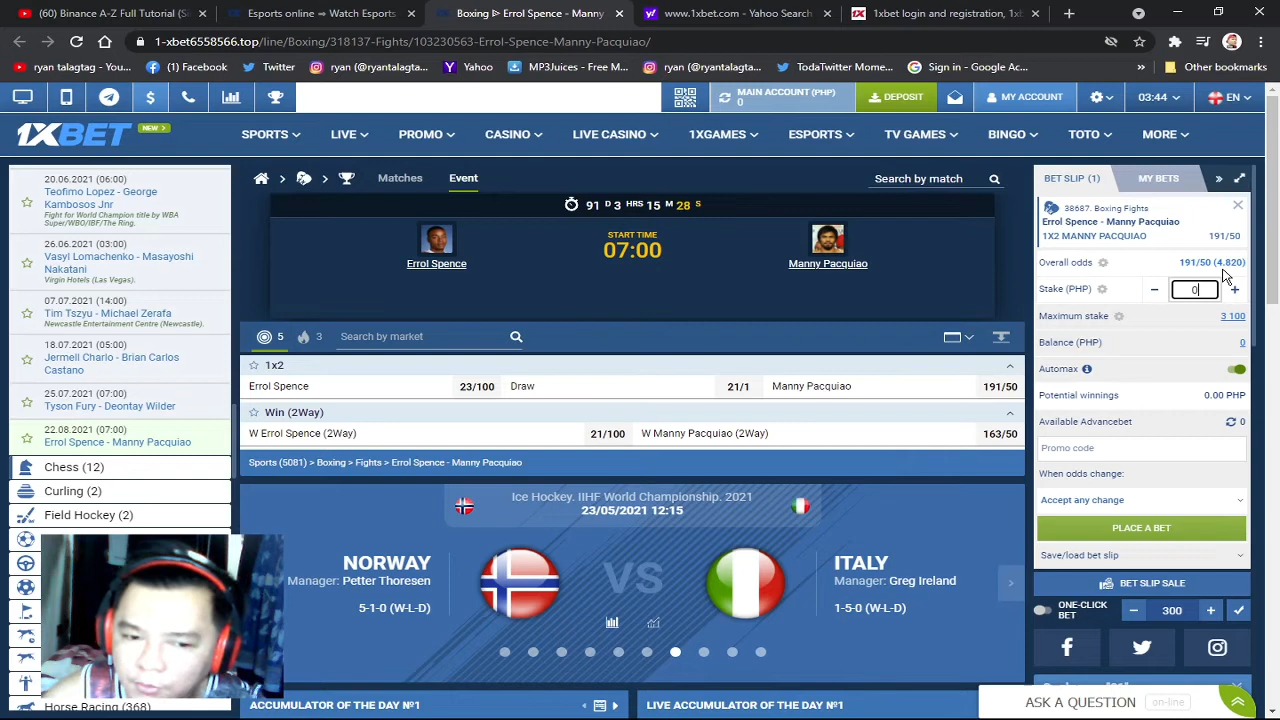 (60) Binance A-Z Full Tutorial (Si
Esports online ⇒ Watch Esports
Boxing ᐉ Errol Spence - Manny
www.1xbet.com - Yahoo Search
1xbet login and registration, 1xb
1-xbet6558566.top/line/Boxing/318137-Fights/103230563-Errol-Spence-Manny-Pacquiao/
ryan talagtag - Yo...
(1) Facebook
Twitter
ryan (@ryantalagta...
Yahoo
MP3Juices - Free M...
ryan (@ryantalagta...
TodaTwitter Mome...
Sign in - Google Ac...
MAIN ACCOUNT (PHP)
0
DEPOSIT
MY ACCOUNT
03:44
EN
1XBET
NEW >
SPORTS
LIVE
PROMO
CASINO
LIVE CASINO
1XGAMES
ESPORTS
TV GAMES
BINGO
TOTO
MORE
20.06.2021 (06:00)
Teofimo Lopez - George
Kambosos Jnr
Fight for World Champion title by WBA
Super/WBO/IBF/The Ring.
26.06.2021 (03:00)
Vasyl Lomachenko - Masayoshi
Nakatani
Virgin Hotels (Las Vegas).
07.07.2021 (14:00)
Tim Tszyu - Michael Zerafa
Newcastle Entertainment Centre (Newcastle).
18.07.2021 (05:00)
Jermell Charlo - Brian Carlos
Castano
25.07.2021 (07:00)
Tyson Fury - Deontay Wilder
22.08.2021 (07:00)
Errol Spence - Manny Pacquiao
Chess (12)
Curling (2)
Field Hockey (2)
Horse Racing (368)
Matches
Event
Search by match
91 D 3 HRS 15 M 28 S
START TIME
07:00
Errol Spence
Manny Pacquiao
5
3
Search by market
1x2
Errol Spence 23/100
Draw 21/1
Manny Pacquiao 191/50
Win (2Way)
W Errol Spence (2Way) 21/100
W Manny Pacquiao (2Way) 163/50
Sports (5081) > Boxing > Fights > Errol Spence - Manny Pacquiao
Ice Hockey. IIHF World Championship. 2021
23/05/2021 12:15
NORWAY
Manager: Petter Thoresen
5-1-0 (W-L-D)
VS
ITALY
Manager: Greg Ireland
1-5-0 (W-L-D)
ACCUMULATOR OF THE DAY №1
LIVE ACCUMULATOR OF THE DAY №1
BET SLIP (1)
MY BETS
38687. Boxing Fights
Errol Spence - Manny Pacquiao
1X2 MANNY PACQUIAO 191/50
Overall odds 191/50 (4.820)
Stake (PHP) − 0 +
Maximum stake 3 100
Balance (PHP) 0
Automax
Potential winnings 0.00 PHP
Available Advancebet 0
Promo code
When odds change:
Accept any change
PLACE A BET
Save/load bet slip
BET SLIP SALE
ONE-CLICK
BET
− 300 +
ASK A QUESTION
on-line